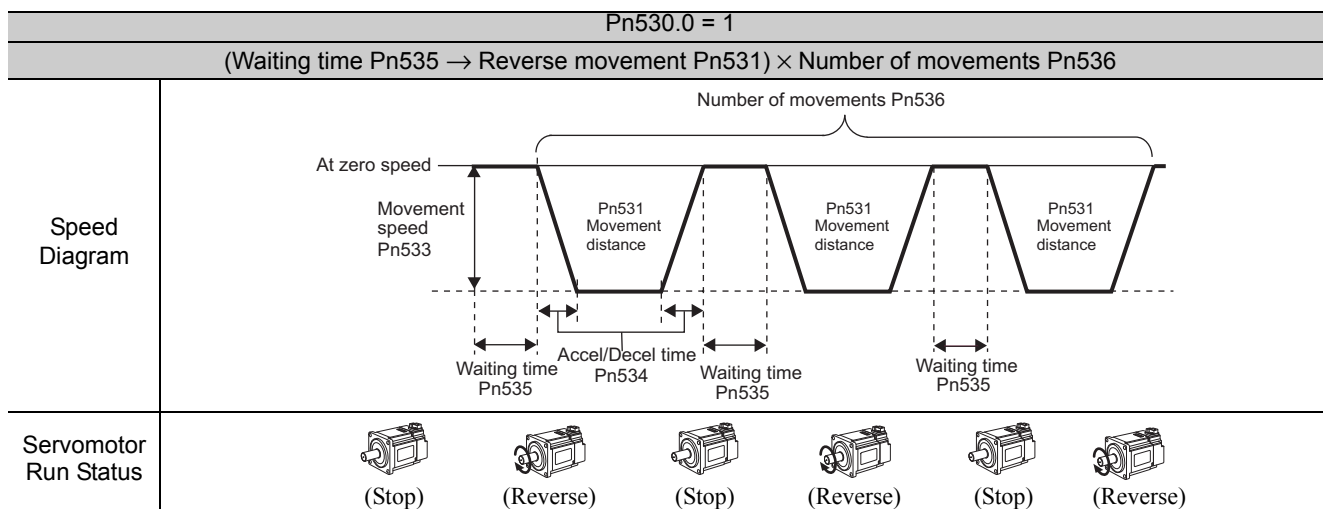 Pn530.0 = 1
(Waiting time Pn535 → Reverse movement Pn531) × Number of movements Pn536
Speed
Diagram
Number of movements Pn536
At zero speed
Movement
speed
Pn533
Pn531
Movement
distance
Pn531
Movement
distance
Pn531
Movement
distance
Waiting time
Pn535
Accel/Decel time
Pn534
Waiting time
Pn535
Waiting time
Pn535
Servomotor
Run Status
(Stop)
(Reverse)
(Stop)
(Reverse)
(Stop)
(Reverse)